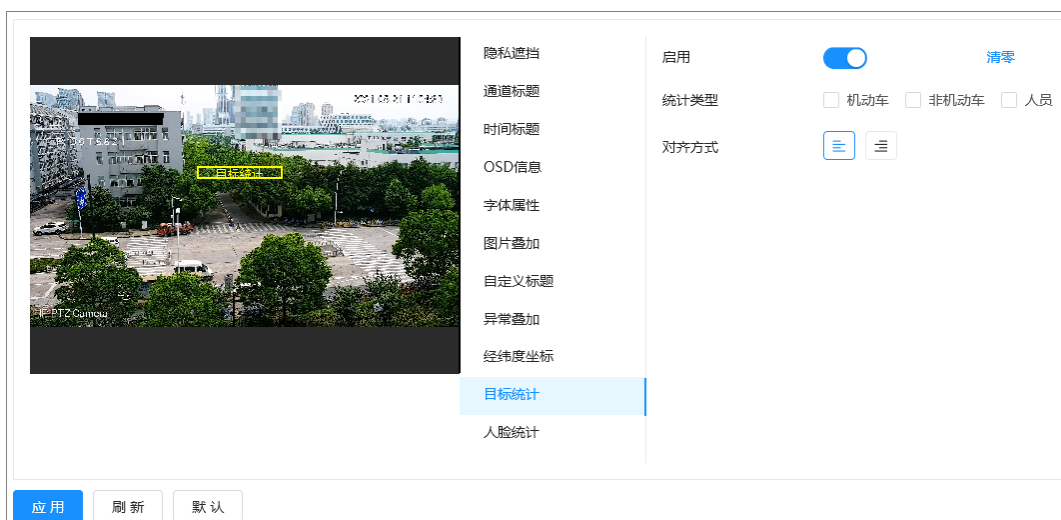 目标统计
IP PTZ Camera
隐私遮挡
通道标题
时间标题
OSD信息
字体属性
图片叠加
自定义标题
异常叠加
经纬度坐标
目标统计
人脸统计
启用
清零
统计类型
机动车
非机动车
人员
对齐方式
应用
刷新
默认